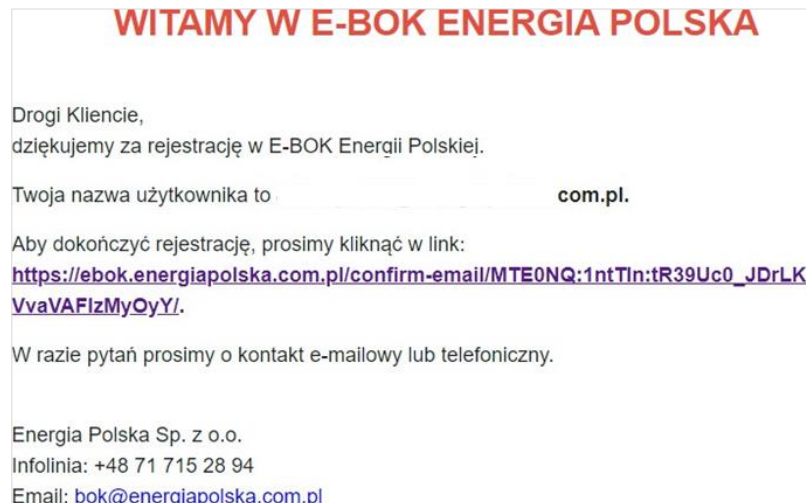 WITAMY W E-BOK ENERGIA POLSKA
Drogi Kliencie,
dziękujemy za rejestrację w E-BOK Energii Polskiej.
Twoja nazwa użytkownika to com.pl.
Aby dokończyć rejestrację, prosimy kliknąć w link:
https://ebok.energiapolska.com.pl/confirm-email/MTE0NQ:1ntTln:tR39Uc0_JDrLK
VvaVAFlzMyOyY/.
W razie pytań prosimy o kontakt e-mailowy lub telefoniczny.
Energia Polska Sp. z o.o.
Infolinia: +48 71 715 28 94
Email: bok@energiapolska.com.pl